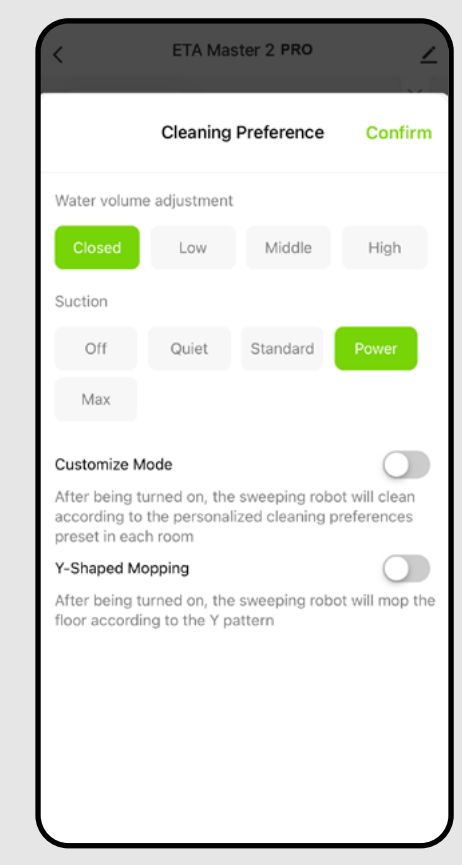 ETA Master 2 PRO
Cleaning Preference Confirm
Water volume adjustment
Closed Low Middle High
Suction
Off Quiet Standard Power
Max
Customize Mode
After being turned on, the sweeping robot will clean
according to the personalized cleaning preferences
preset in each room
Y-Shaped Mopping
After being turned on, the sweeping robot will mop the
floor according to the Y pattern